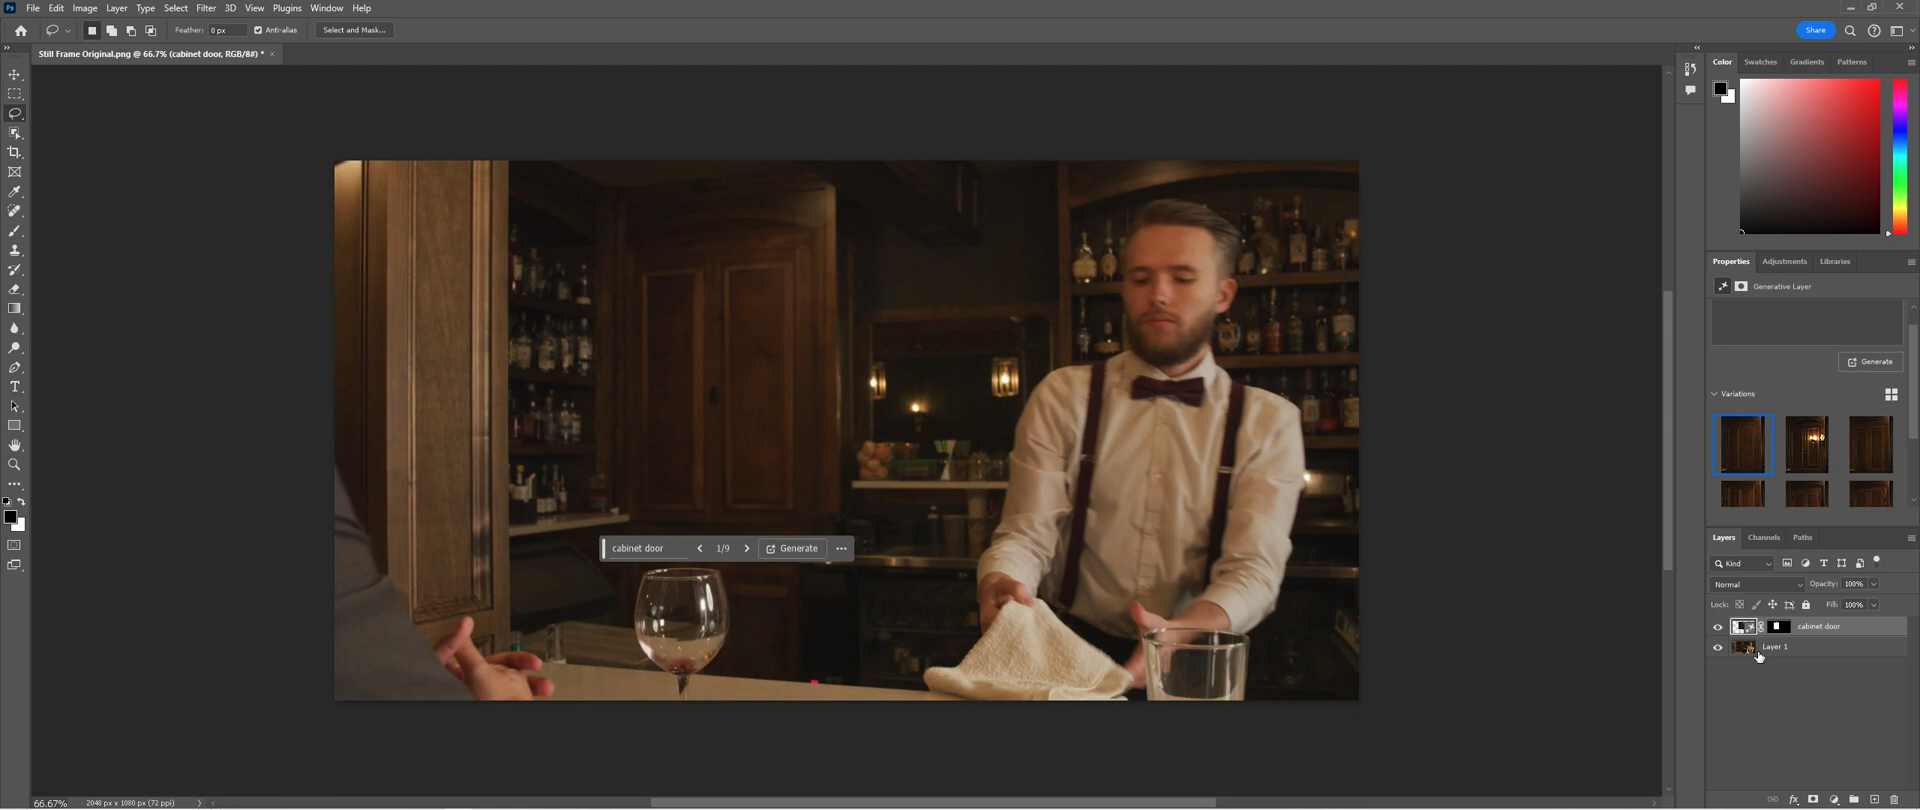 Ps File Edit Image Layer Type Select Filter 3D View Plugins Window Help
Feather: 0 px Anti-alias Select and Mask... Share
Still Frame Original.png @ 66.7% (cabinet door, RGB/8#) * ×
Color Swatches Gradients Patterns
Properties Adjustments Libraries
Generative Layer
Generate
Variations
cabinet door 1/9 Generate
Layers Channels Paths
Kind
Normal Opacity: 100%
Lock: Fill: 100%
cabinet door
Layer 1
66.67% 2048 px x 1080 px (72 ppi)